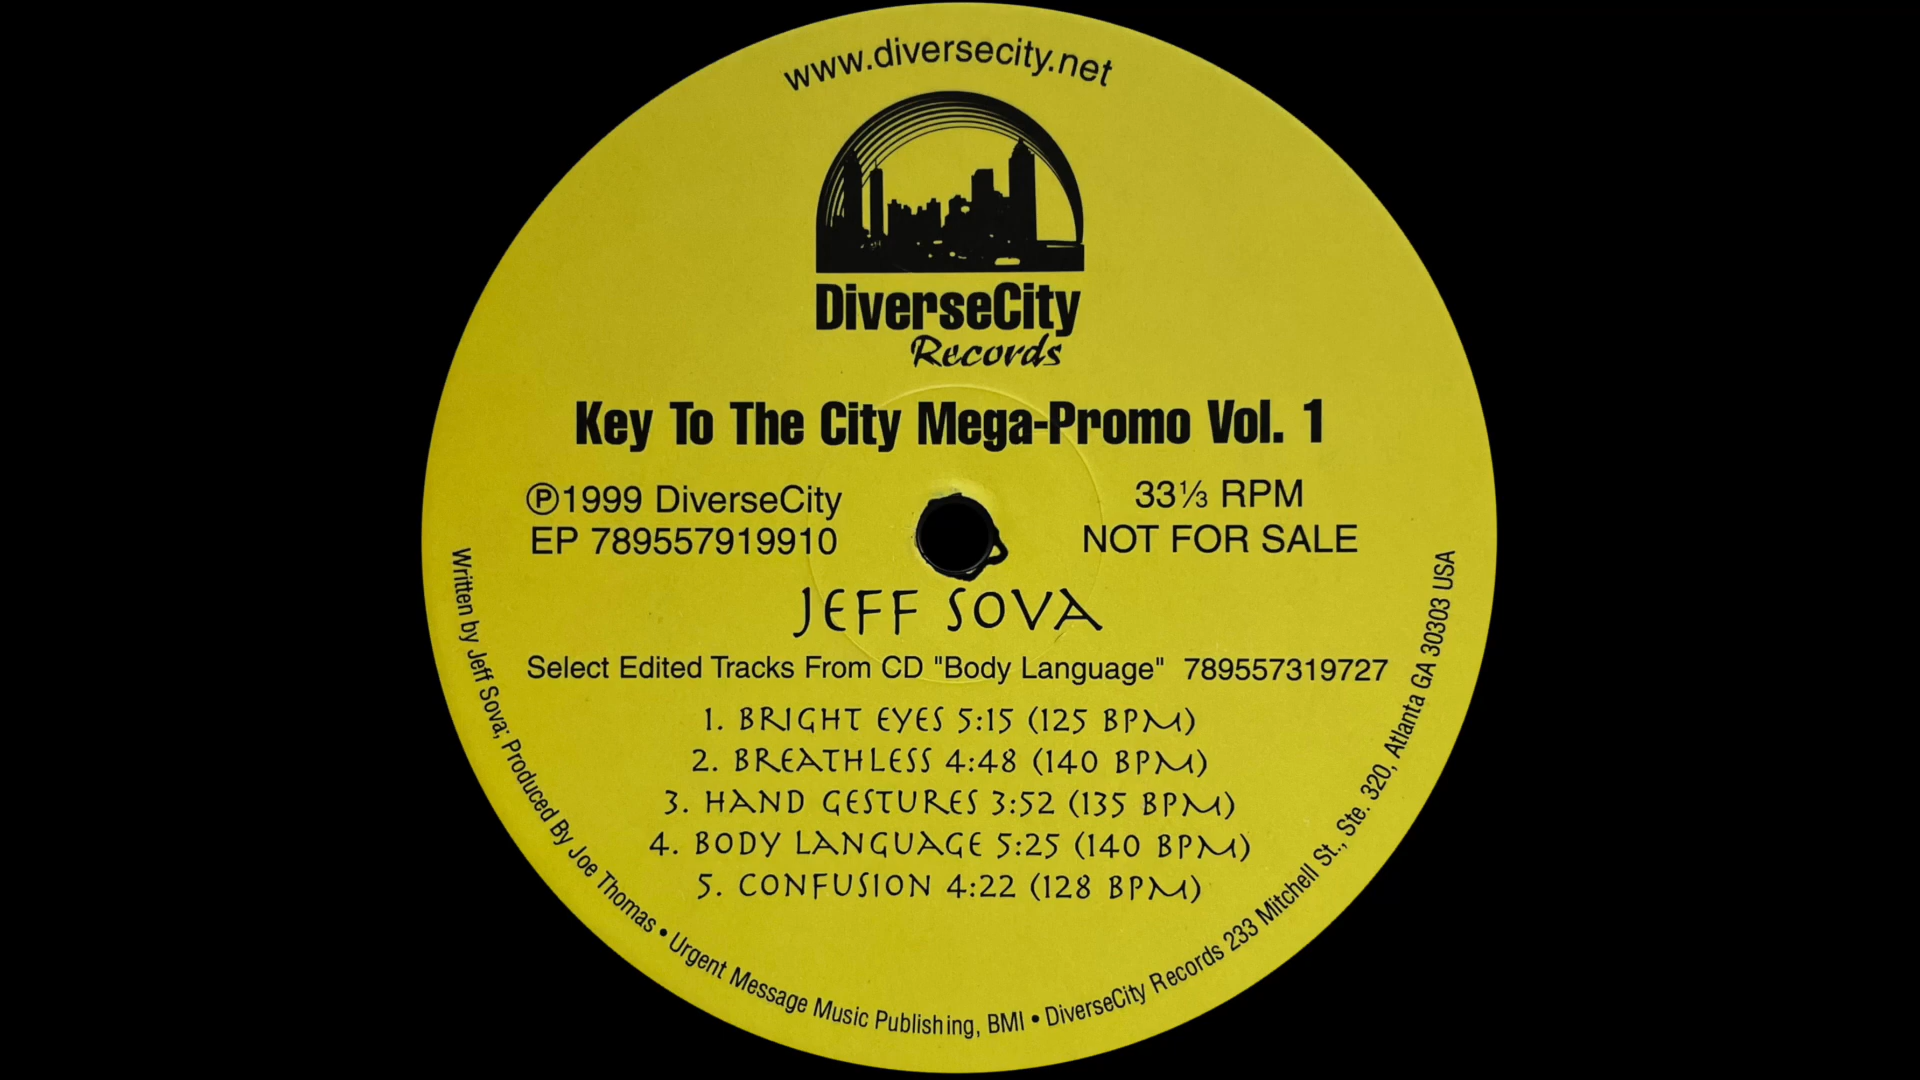 www.diversecity.net
DiverseCity
Records
Key To The City Mega-Promo Vol. 1
℗1999 DiverseCity
EP 789557919910
33⅓ RPM
NOT FOR SALE
JEFF SOVA
Select Edited Tracks From CD "Body Language" 789557319727
1. BRIGHT EYES 5:15 (125 BPM)
2. BREATHLESS 4:48 (140 BPM)
3. HAND GESTURES 3:52 (135 BPM)
4. BODY LANGUAGE 5:25 (140 BPM)
5. CONFUSION 4:22 (128 BPM)
Written by Jeff Sova; Produced By Joe Thomas • Urgent Message Music Publishing, BMI • DiverseCity Records 233 Mitchell St., Ste. 320, Atlanta GA 30303 USA